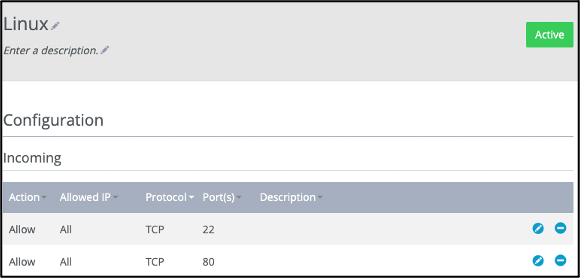 Linux
Enter a description.
Active
Configuration
Incoming
Action Allowed IP Protocol Port(s) Description
Allow All TCP 22
Allow All TCP 80